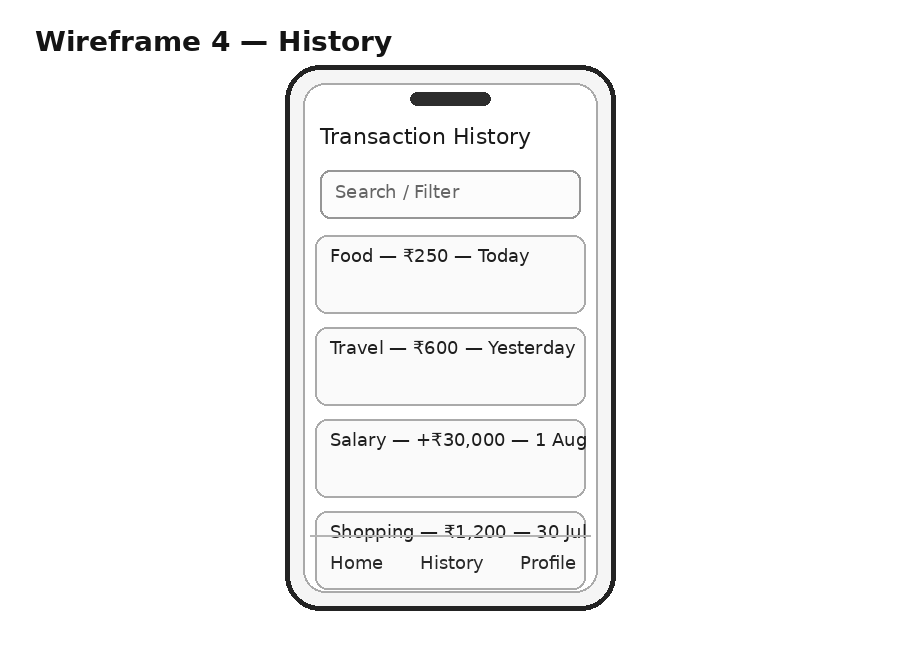 Wireframe 4 — History
Transaction History
Search / Filter
Food — ₹250 — Today
Travel — ₹600 — Yesterday
Salary — +₹30,000 — 1 Aug
Shopping — ₹1,200 — 30 Jul
Home History Profile